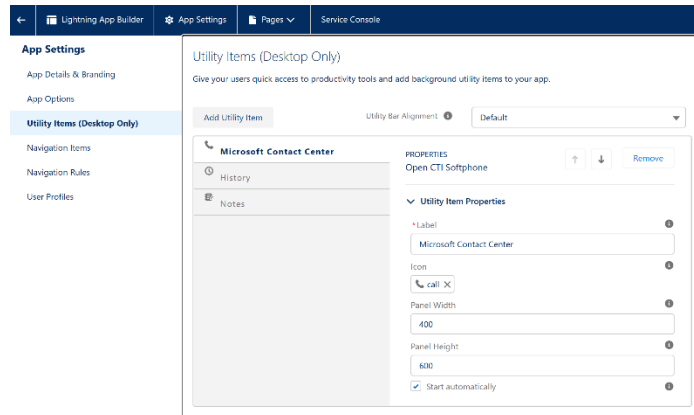 Lightning App Builder
App Settings
Pages
Service Console
App Settings
App Details & Branding
App Options
Utility Items (Desktop Only)
Navigation Items
Navigation Rules
User Profiles
Utility Items (Desktop Only)
Give your users quick access to productivity tools and add background utility items to your app.
Add Utility Item
Utility Bar Alignment
Default
Microsoft Contact Center
History
Notes
PROPERTIES
Open CTI Softphone
Remove
Utility Item Properties
*Label
Microsoft Contact Center
Icon
call
Panel Width
400
Panel Height
600
Start automatically